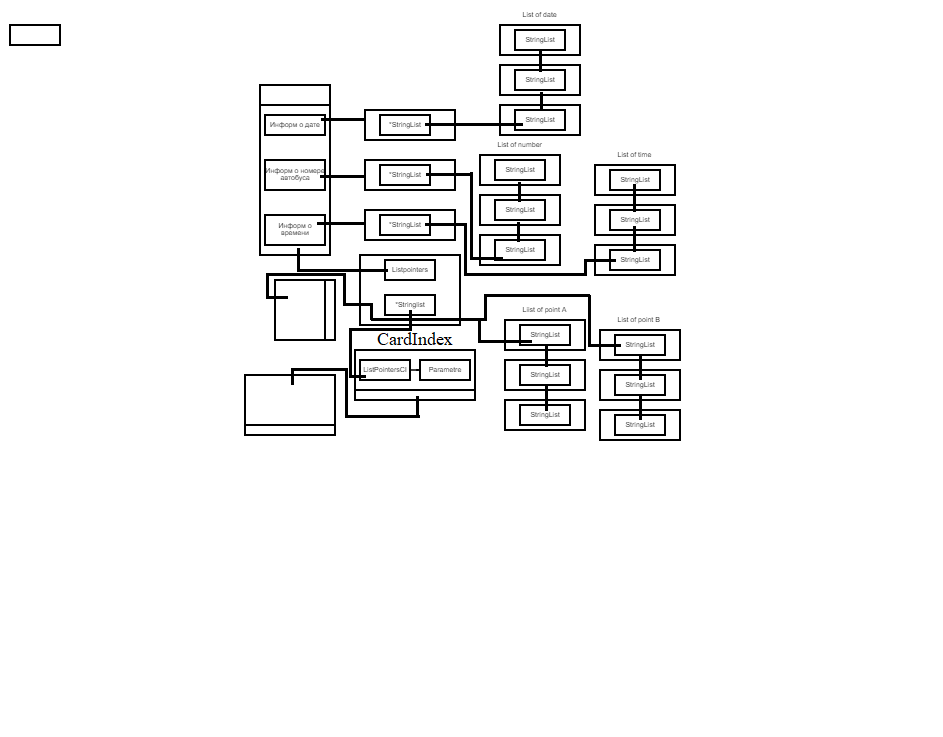 List of date
StringList
StringList
StringList
Информ о дате
*StringList
List of number
StringList
StringList
StringList
List of time
StringList
StringList
StringList
Информ о номере
автобуса
*StringList
Информ о
времени
*StringList
Listpointers
*Stringlist
CardIndex
ListPointersCI
Parametre
List of point A
StringList
StringList
StringList
List of point B
StringList
StringList
StringList